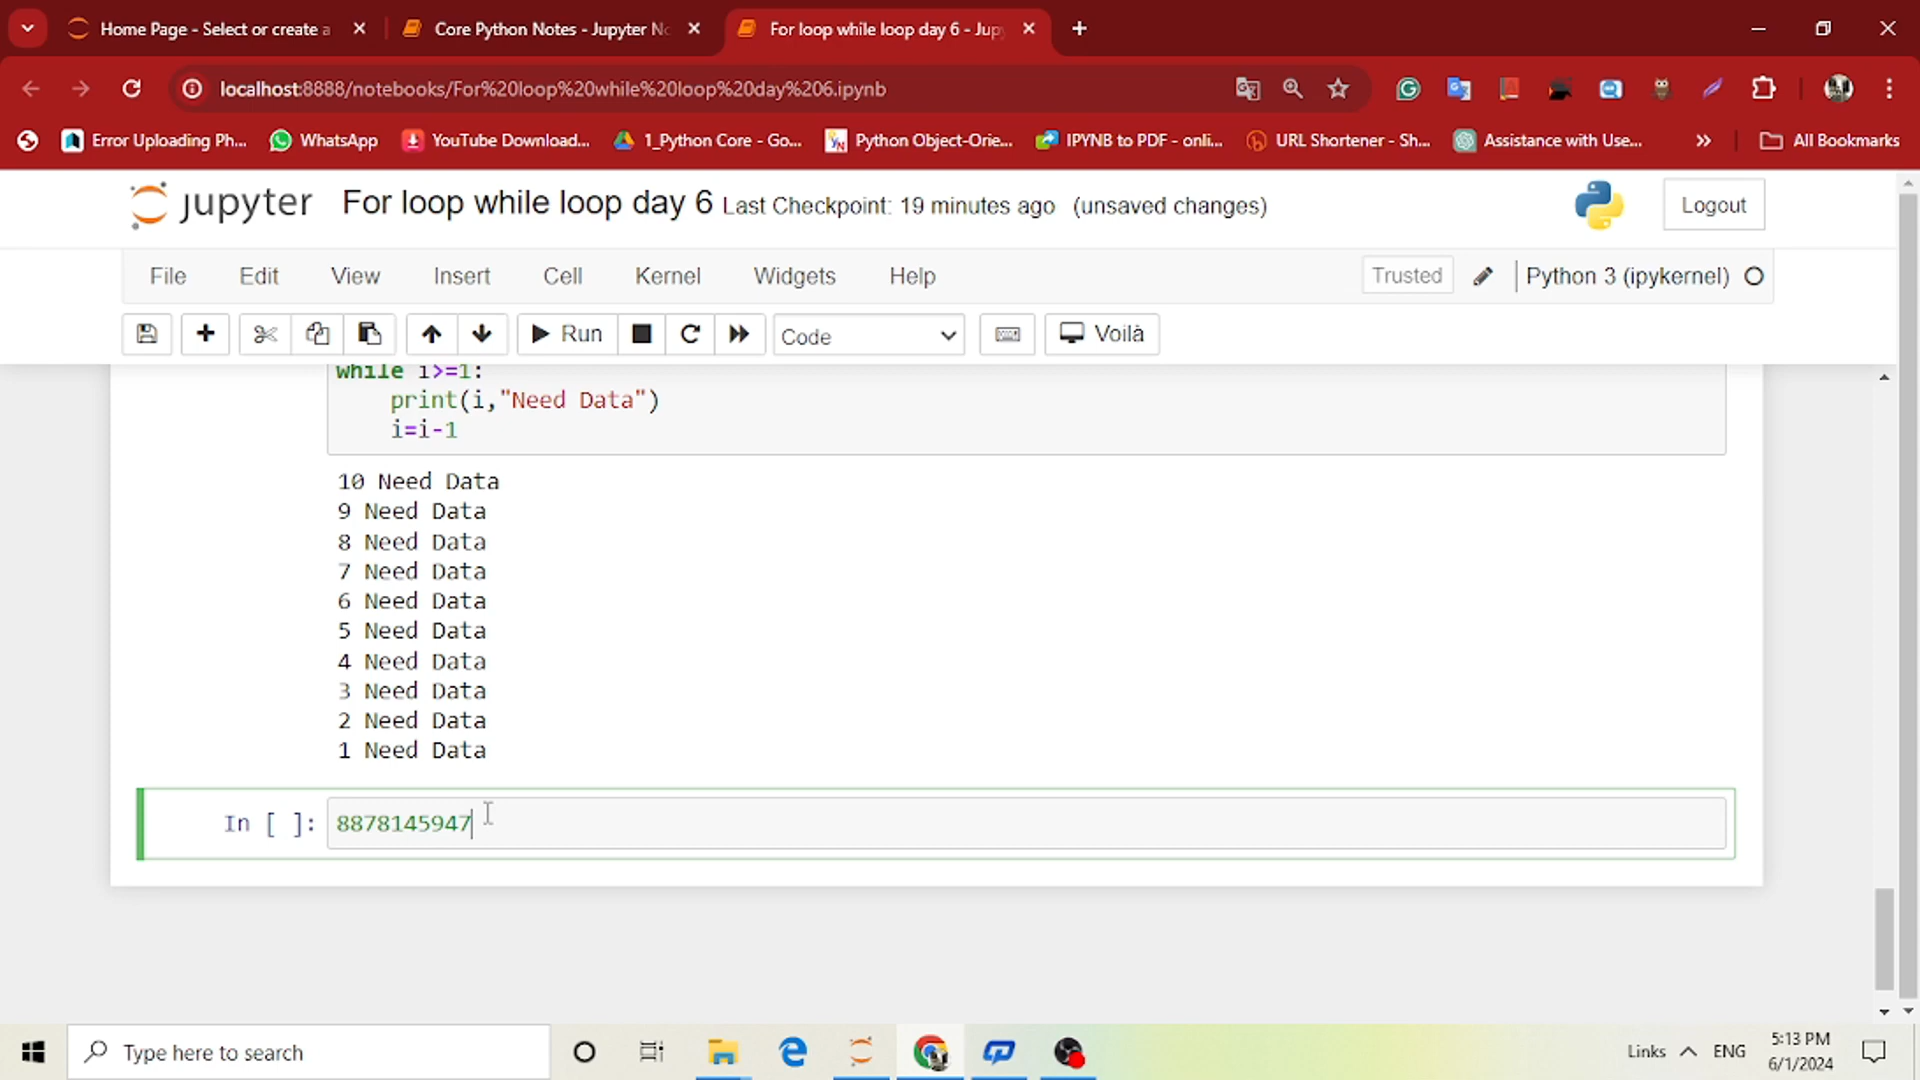 Home Page - Select or create a
Core Python Notes - Jupyter No
For loop while loop day 6 - Jup
localhost:8888/notebooks/For%20loop%20while%20loop%20day%206.ipynb
Error Uploading Ph...
WhatsApp
YouTube Download...
1_Python Core - Go...
Python Object-Orie...
IPYNB to PDF - onli...
URL Shortener - Sh...
Assistance with Use...
All Bookmarks
jupyter For loop while loop day 6 Last Checkpoint: 19 minutes ago (unsaved changes)
Logout
File Edit View Insert Cell Kernel Widgets Help
Trusted Python 3 (ipykernel)
Run Code Voilà
while i>=1:
print(i,"Need Data")
i=i-1
10 Need Data
9 Need Data
8 Need Data
7 Need Data
6 Need Data
5 Need Data
4 Need Data
3 Need Data
2 Need Data
1 Need Data
In [ ]: 8878145947
Type here to search
Links ENG
5:13 PM
6/1/2024